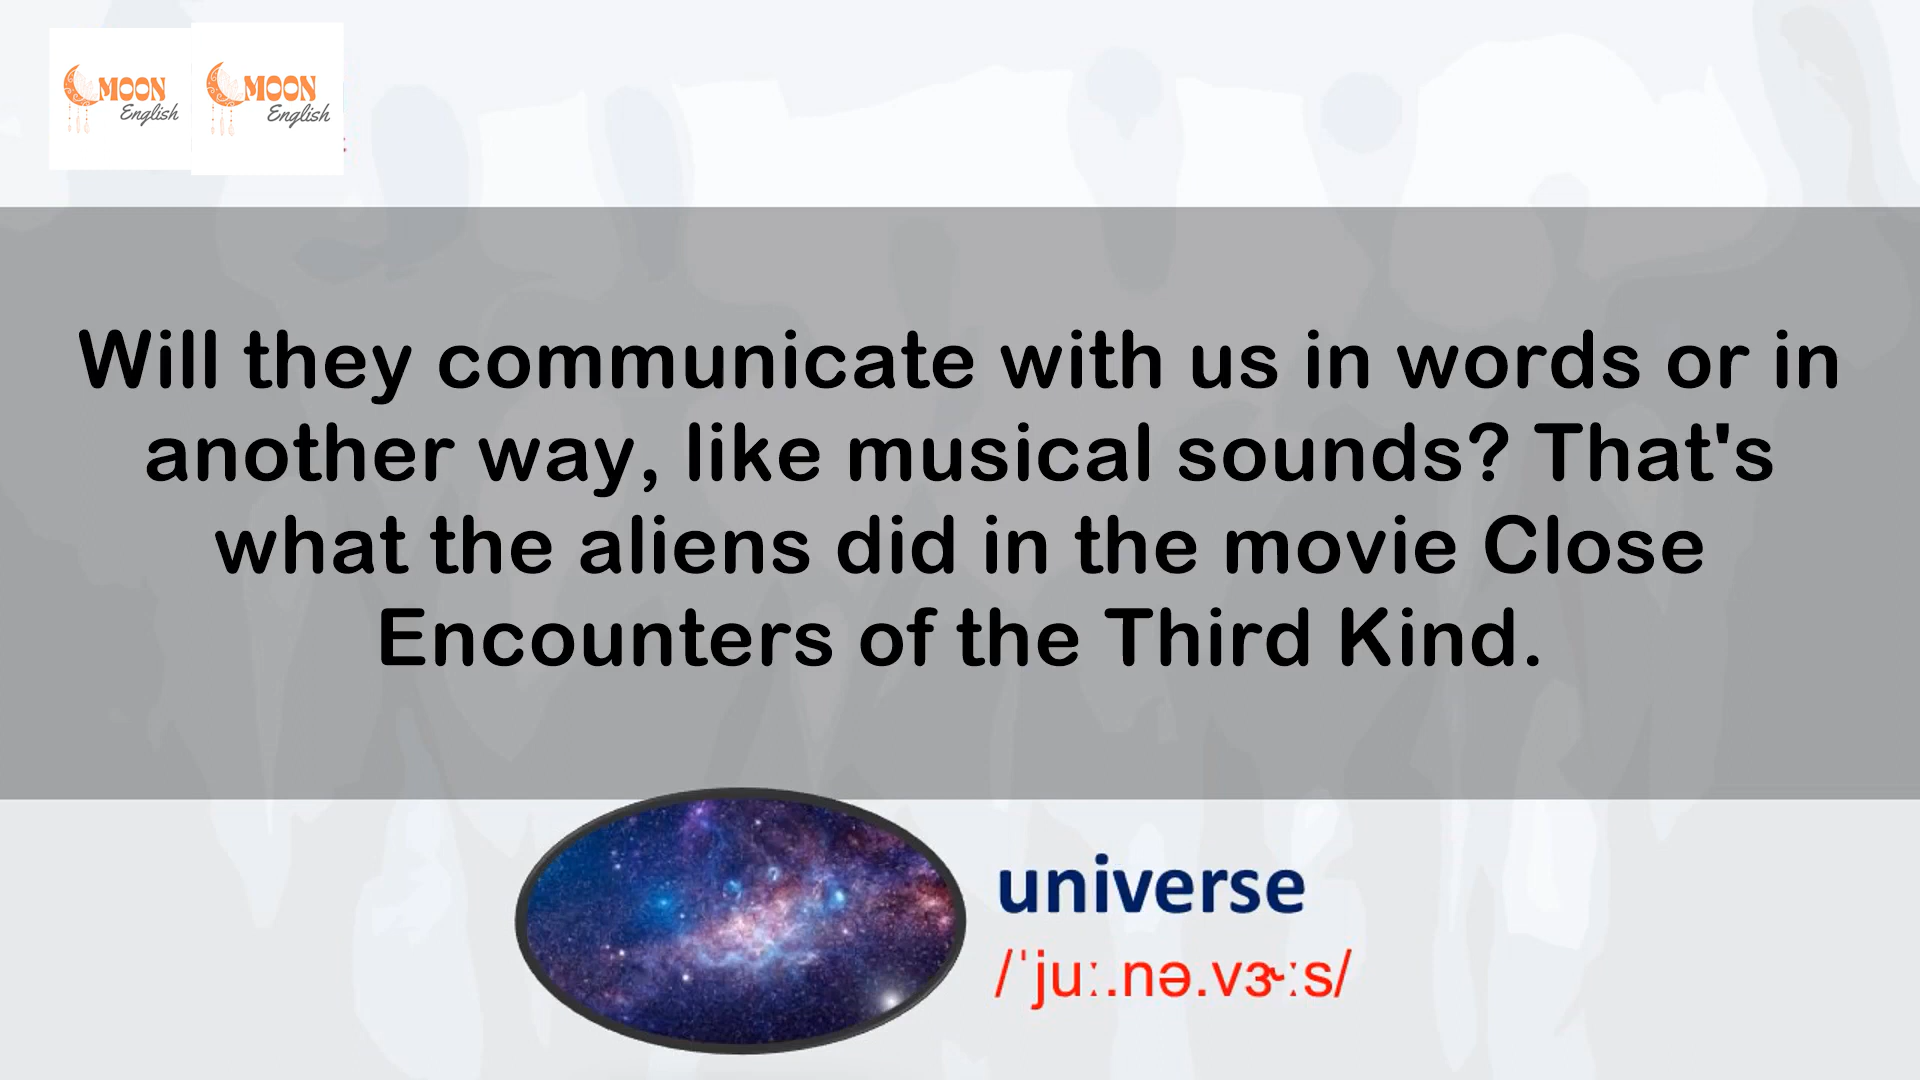 MOON
English
MOON
English
Will they communicate with us in words or in
another way, like musical sounds? That's
what the aliens did in the movie Close
Encounters of the Third Kind.
universe
/ˈjuː.nə.vɝːs/